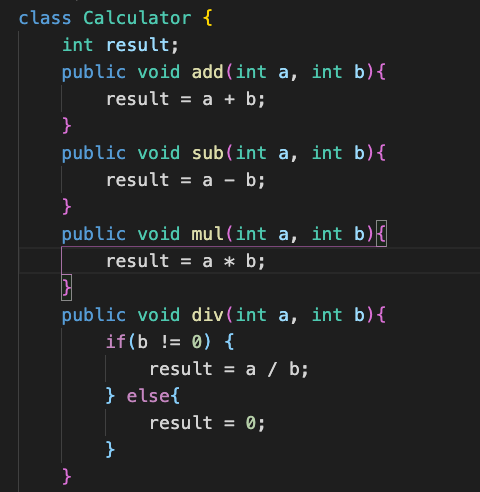 class Calculator {
    int result;
    public void add(int a, int b){
        result = a + b;
    }
    public void sub(int a, int b){
        result = a - b;
    }
    public void mul(int a, int b){
        result = a * b;
    }
    public void div(int a, int b){
        if(b != 0) {
            result = a / b;
        } else{
            result = 0;
        }
    }